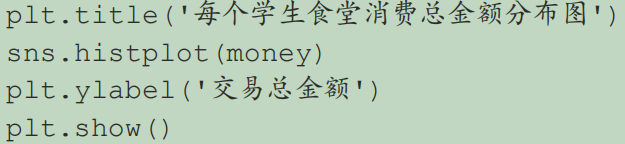 plt.title('每个学生食堂消费总金额分布图')
sns.histplot(money)
plt.ylabel('交易总金额')
plt.show()